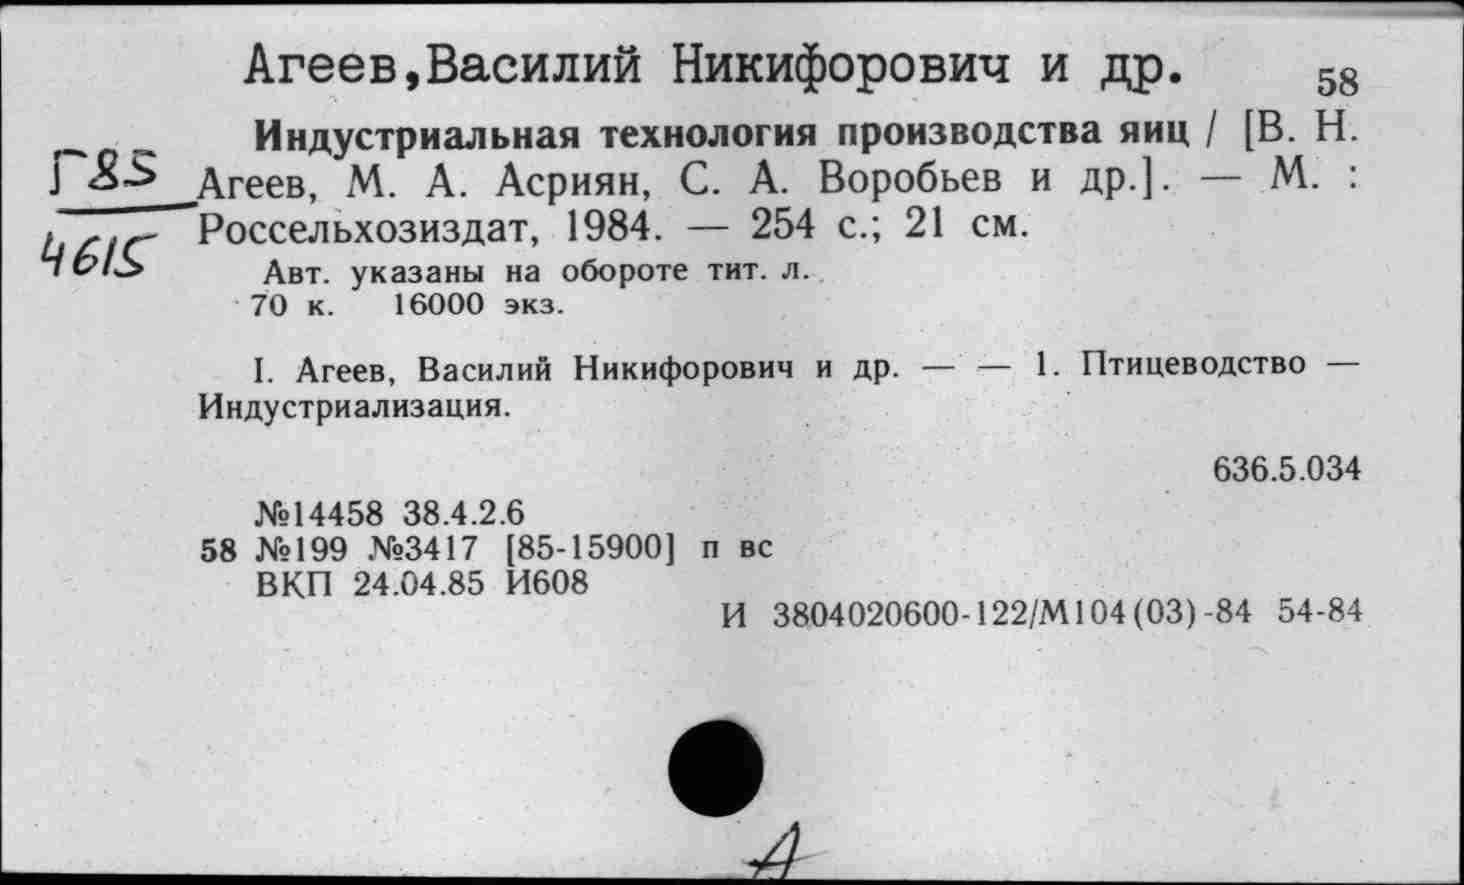 Агеев,Василий Никифорович и др. 58
Индустриальная технология производства яиц / [В. Н.
Г85 Агеев, М. А. Асриян, С. А. Воробьев и др.]. — М. :
4615 Россельхозиздат, 1984. — 254 с.; 21 см.
Авт. указаны на обороте тит. л.
70 к. 16000 экз.
I. Агеев, Василий Никифорович и др. — — 1. Птицеводство —
Индустриализация.
636.5.034
№14458 38.4.2.6
58 №199 №3417 [85-15900] п вс
ВКП 24.04.85 И608
И 3804020600-122/М104(03)-84 54-84
А